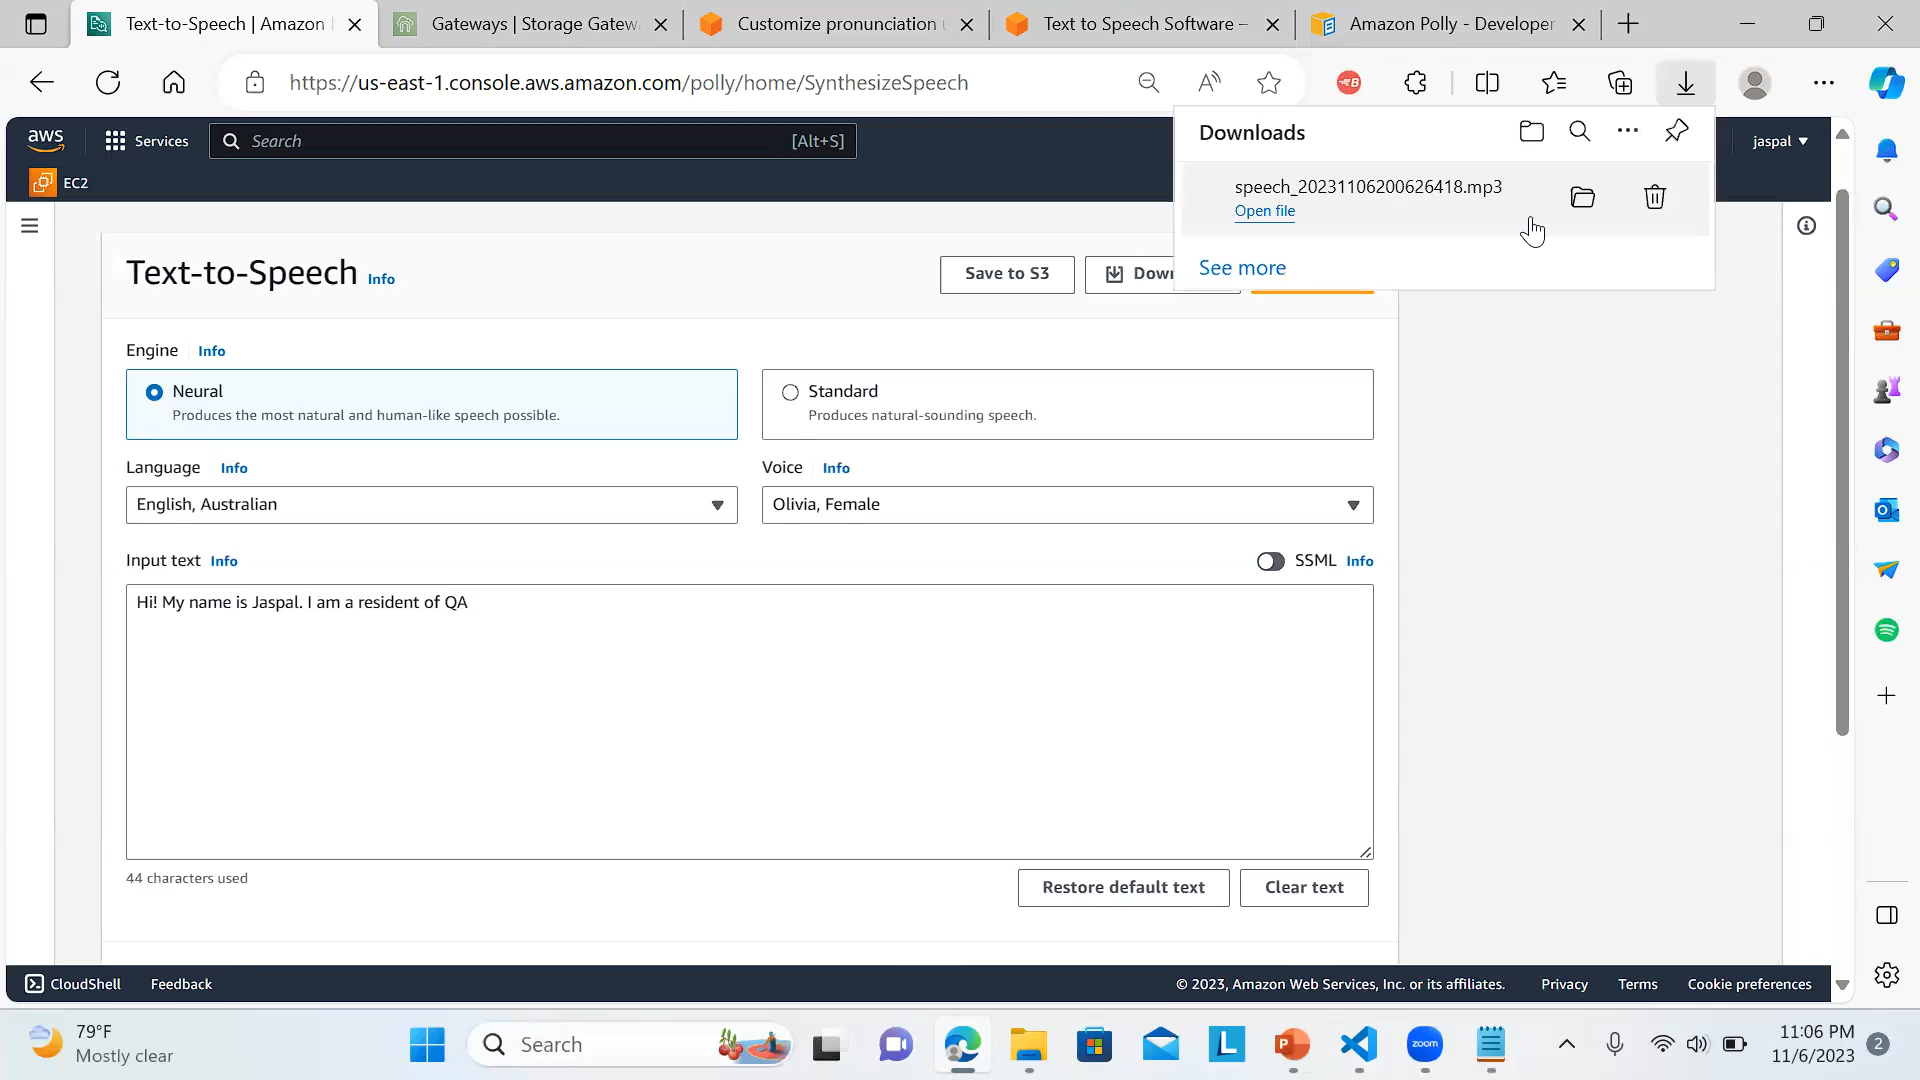 Text-to-Speech | Amazon
Gateways | Storage Gatew
Customize pronunciation
Text to Speech Software –
Amazon Polly - Developer
https://us-east-1.console.aws.amazon.com/polly/home/SynthesizeSpeech
aws
Services
Search
[Alt+S]
jaspal
EC2
Downloads
speech_20231106200626418.mp3
Open file
See more
Text-to-Speech Info
Save to S3
Dow
Engine Info
Neural
Produces the most natural and human-like speech possible.
Standard
Produces natural-sounding speech.
Language Info
Voice Info
English, Australian
Olivia, Female
Input text Info
SSML Info
Hi! My name is Jaspal. I am a resident of QA
44 characters used
Restore default text
Clear text
CloudShell
Feedback
© 2023, Amazon Web Services, Inc. or its affiliates.
Privacy
Terms
Cookie preferences
79°F
Mostly clear
Search
zoom
11:06 PM
11/6/2023
2